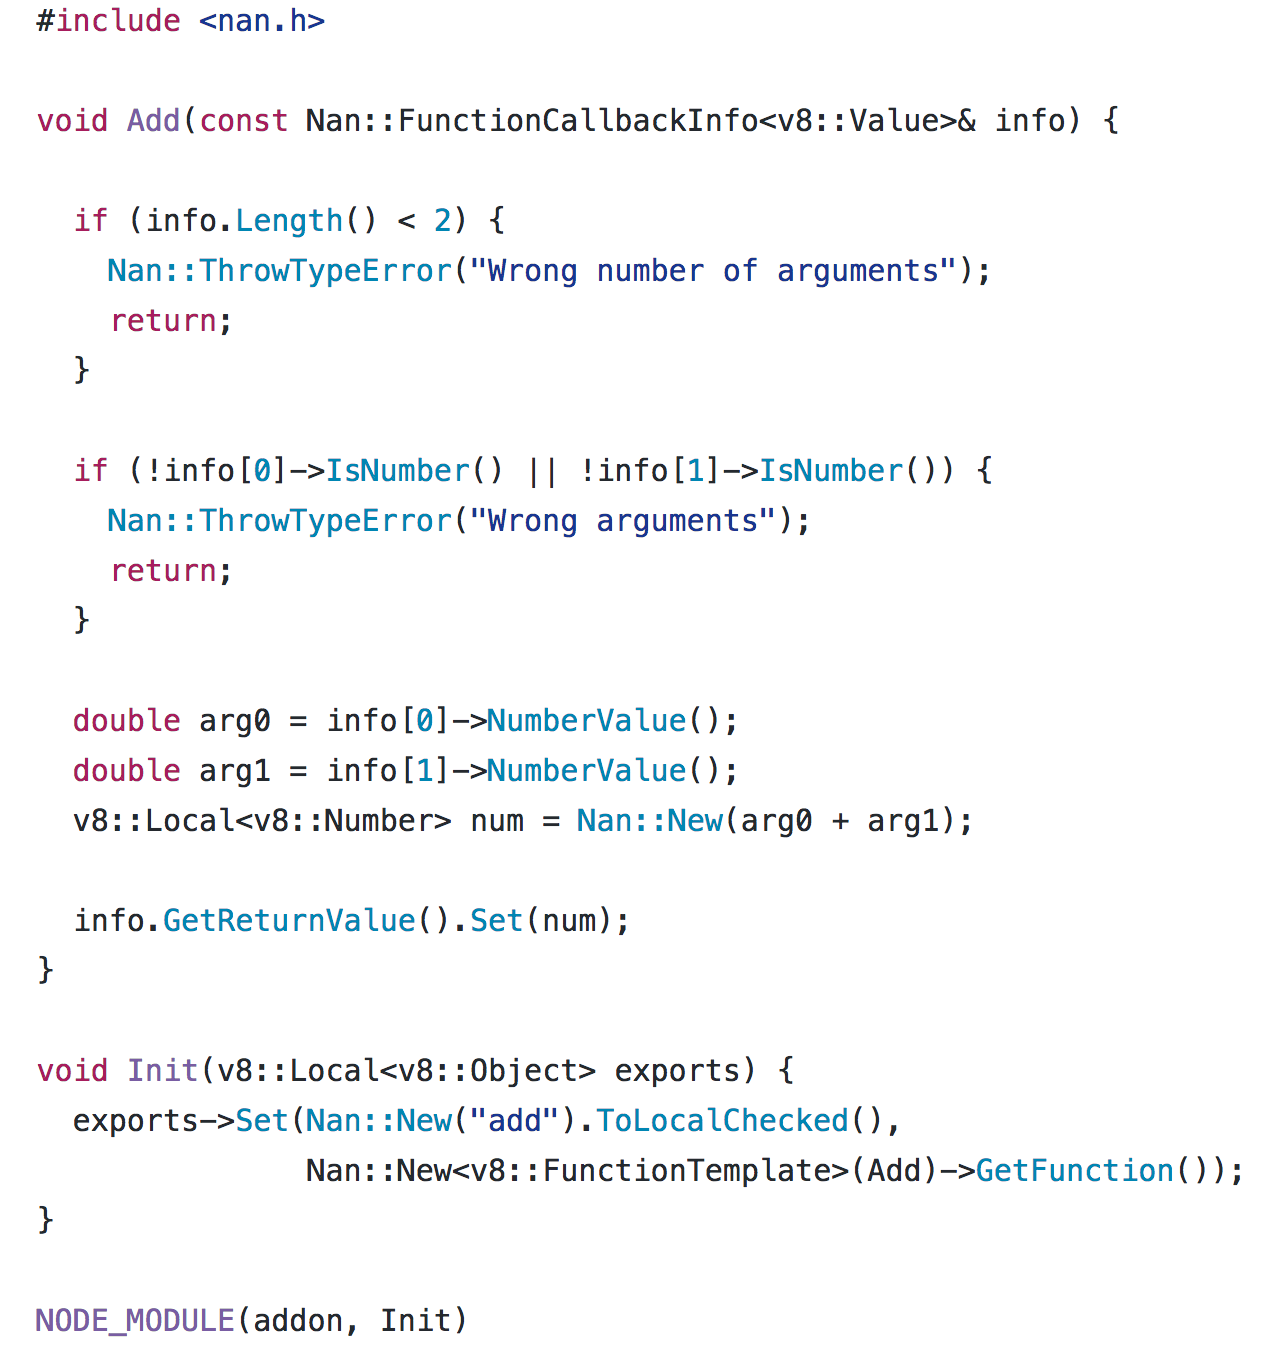 #include <nan.h>
void Add(const Nan::FunctionCallbackInfo<v8::Value>& info) {
  if (info.Length() < 2) {
    Nan::ThrowTypeError("Wrong number of arguments");
    return;
  }
  if (!info[0]->IsNumber() || !info[1]->IsNumber()) {
    Nan::ThrowTypeError("Wrong arguments");
    return;
  }
  double arg0 = info[0]->NumberValue();
  double arg1 = info[1]->NumberValue();
  v8::Local<v8::Number> num = Nan::New(arg0 + arg1);
  info.GetReturnValue().Set(num);
}
void Init(v8::Local<v8::Object> exports) {
  exports->Set(Nan::New("add").ToLocalChecked(),
               Nan::New<v8::FunctionTemplate>(Add)->GetFunction());
}
NODE_MODULE(addon, Init)